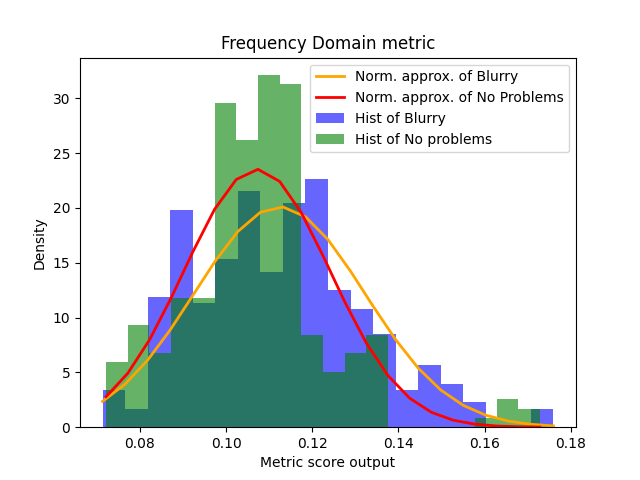 Frequency Domain metric
Norm. approx. of Blurry
Norm. approx. of No Problems
Hist of Blurry
Hist of No problems
Density
30
25
20
15
10
5
0
0.08 0.10 0.12 0.14 0.16 0.18
Metric score output